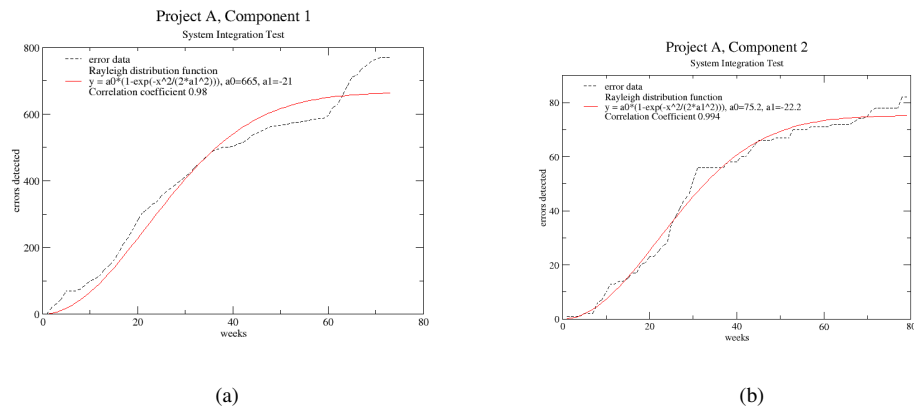 Project A, Component 1
System Integration Test
error data
Rayleigh distribution function
y = a0*(1-exp(-x^2/(2*a1^2))), a0=665, a1=-21
Correlation coefficient 0.98
800
600
400
200
0
errors detected
0
20
40
60
80
weeks
(a)
Project A, Component 2
System Integration Test
error data
Rayleigh distribution function
y = a0*(1-exp(-x^2/(2*a1^2))), a0=75.2, a1=-22.2
Correlation Coefficient 0.994
80
60
40
20
0
errors detected
0
20
40
60
80
weeks
(b)